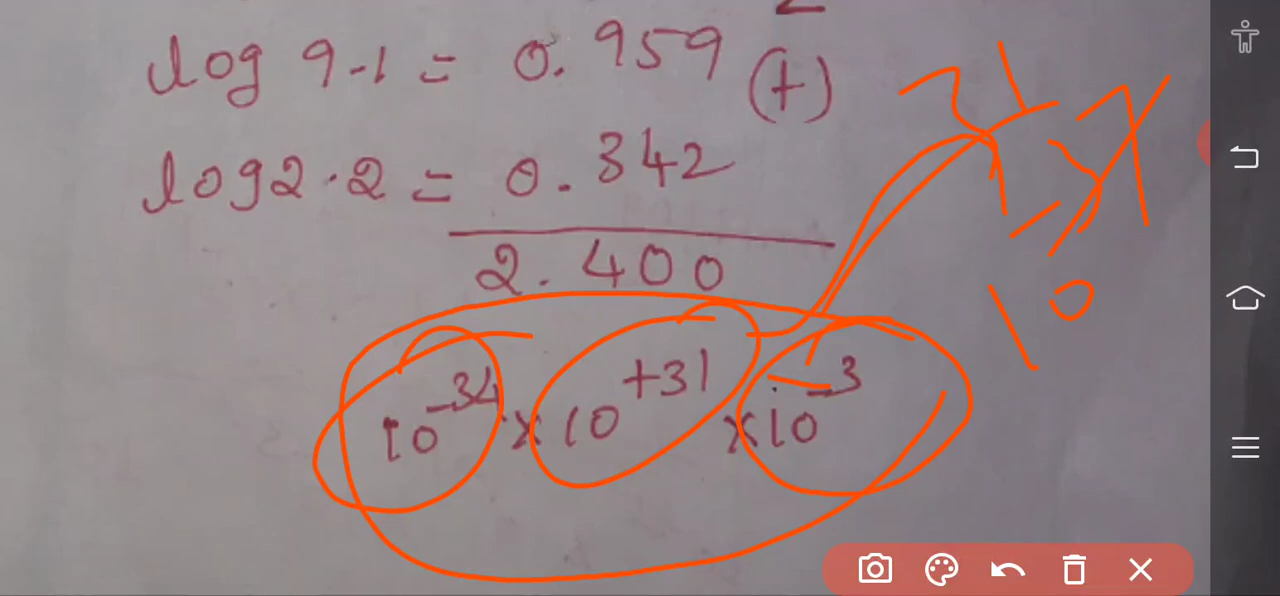 log 9.1 = 0.959 (+)
log 2.2 = 0.342
2.400
10⁻³⁴ × 10⁺³¹ × 10⁻³
10